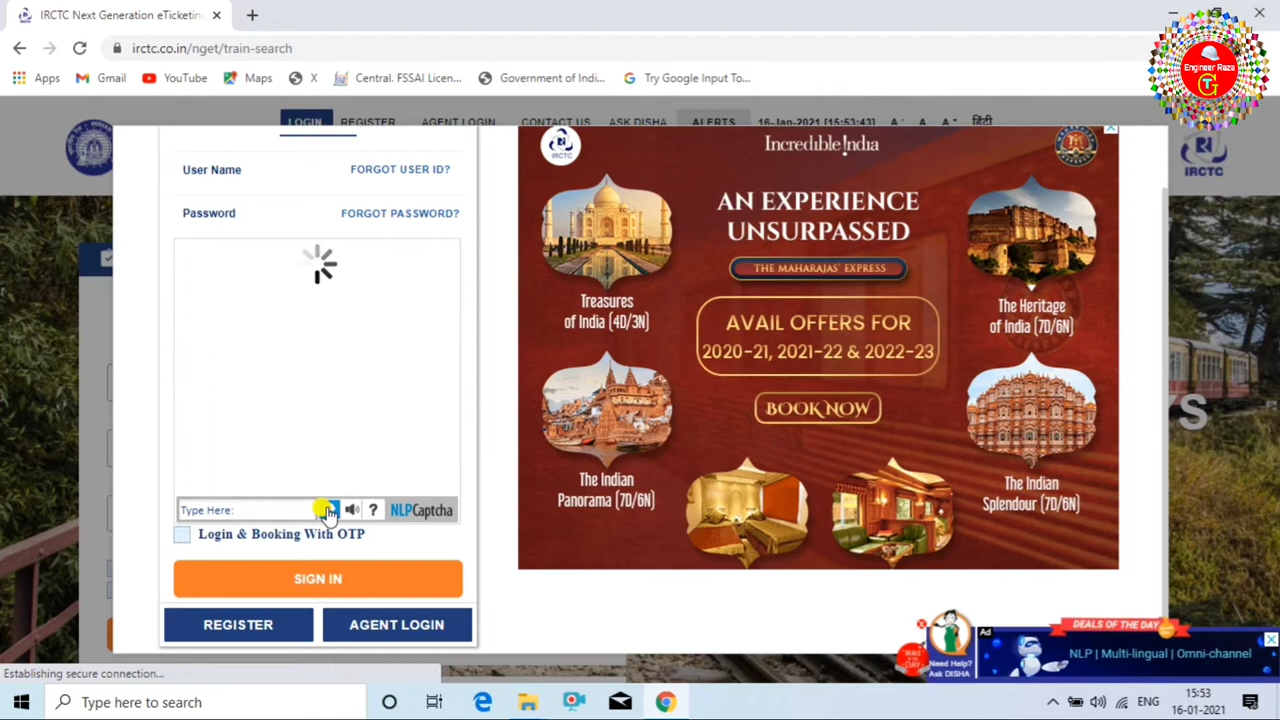 IRCTC Next Generation eTicketing
irctc.co.in/nget/train-search
Apps
Gmail
YouTube
Maps
X
Central. FSSAI Licen...
Government of Indi...
Try Google Input To...
Engineer Raza
GT
LOGIN
REGISTER
AGENT LOGIN
CONTACT US
ASK DISHA
ALERTS
16-Jan-2021 [15:53:43]
A-
A
A+
हिंदी
User Name
FORGOT USER ID?
Password
FORGOT PASSWORD?
Type Here:
?
NLPCaptcha
Login & Booking With OTP
SIGN IN
REGISTER
AGENT LOGIN
IRCTC
Incredible!ndia
AN EXPERIENCE
UNSURPASSED
THE MAHARAJAS' EXPRESS
AVAIL OFFERS FOR
2020-21, 2021-22 & 2022-23
BOOK NOW
Treasures
of India (4D/3N)
The Heritage
of India (7D/6N)
The Indian
Panorama (7D/6N)
The Indian
Splendour (7D/6N)
IRCTC
YS
Need Help?
Ask DISHA
DEALS OF THE DAY
Ad
NLP | Multi-lingual | Omni-channel
Establishing secure connection...
Type here to search
ENG
15:53
16-01-2021